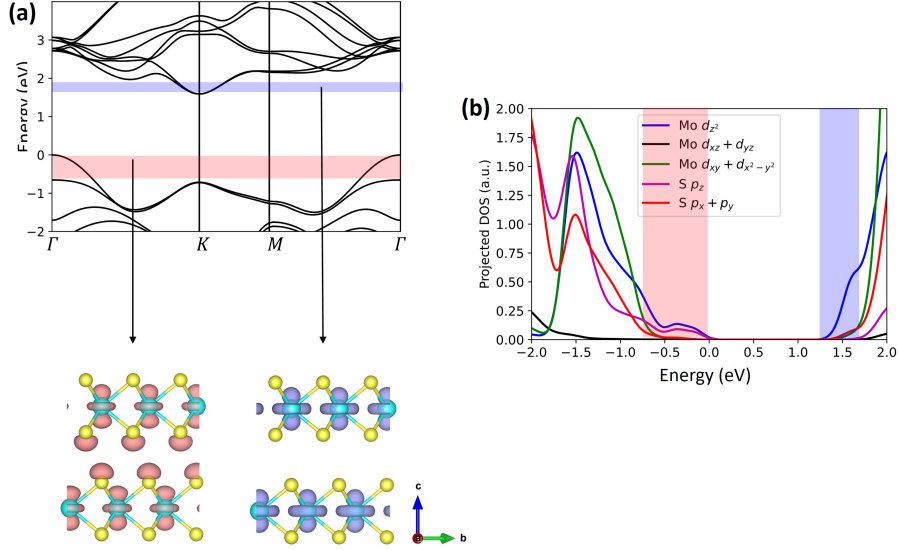 (a)
Energy (eV)
3
2
1
0
−1
−2
Γ
K
M
Γ
(b)
Projected DOS (a.u.)
2.00
1.75
1.50
1.25
1.00
0.75
0.50
0.25
0.00
Mo d_{z²}
Mo d_{xz} + d_{yz}
Mo d_{xy} + d_{x²−y²}
S p_z
S p_x + p_y
−2.0 −1.5 −1.0 −0.5 0.0 0.5 1.0 1.5 2.0
Energy (eV)
c
a
b